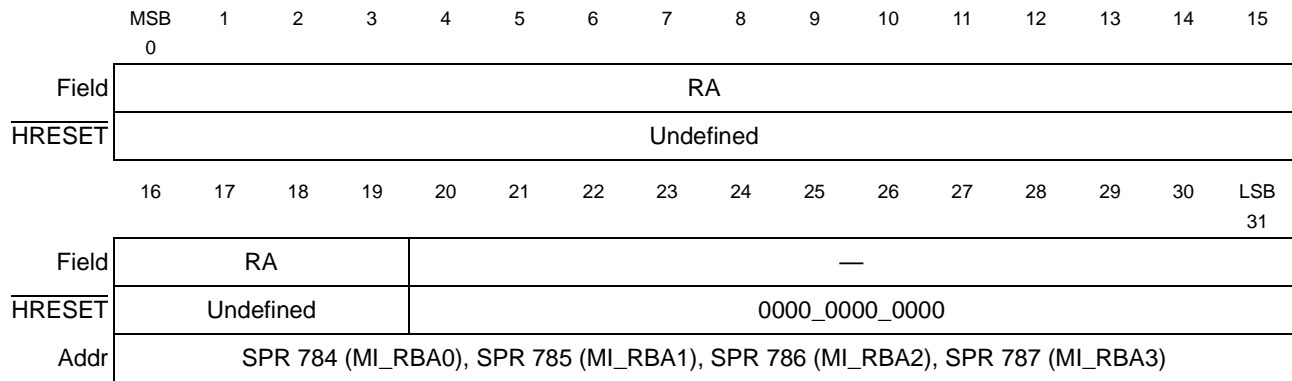 MSB 1 2 3 4 5 6 7 8 9 10 11 12 13 14 15
0
Field RA
HRESET Undefined
16 17 18 19 20 21 22 23 24 25 26 27 28 29 30 LSB
31
Field RA —
HRESET Undefined 0000_0000_0000
Addr SPR 784 (MI_RBA0), SPR 785 (MI_RBA1), SPR 786 (MI_RBA2), SPR 787 (MI_RBA3)